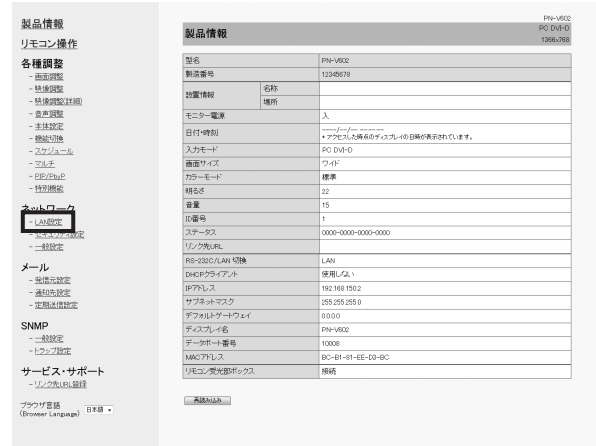 製品情報
リモコン操作
各種調整
- 画面調整
- 映像調整
- 映像調整(詳細)
- 音声調整
- 本体設定
- 機能切換
- スケジュール
- マルチ
- PIP/PbyP
- 特別機能
ネットワーク
- LAN設定
- セキュリティ設定
- 一般設定
メール
- 発信元設定
- 通知先設定
- 定期送信設定
SNMP
- 一般設定
- トラップ設定
サービス・サポート
- リンク先URL登録
ブラウザ言語
(Browser Language) 日本語
PN-V602
製品情報 PC DVI-D
1366x768
型名 PN-V602
製造番号 12345678
設置情報 名称
場所
モニター電源 入
日付・時刻 ----/--/-- --:--:--
* アクセスした時点のディスプレイの日時が表示されています。
入力モード PC DVI-D
画面サイズ ワイド
カラーモード 標準
明るさ 22
音量 15
ID番号 1
ステータス 0000-0000-0000-0000
リンク先URL
RS-232C/LAN 切換 LAN
DHCPクライアント 使用しない
IPアドレス 192.168.150.2
サブネットマスク 255.255.255.0
デフォルトゲートウェイ 0.0.0.0
ディスプレイ名 PN-V602
データポート番号 10008
MACアドレス BC-B1-81-EE-D3-BC
リモコン受光部ボックス 接続
再読み込み